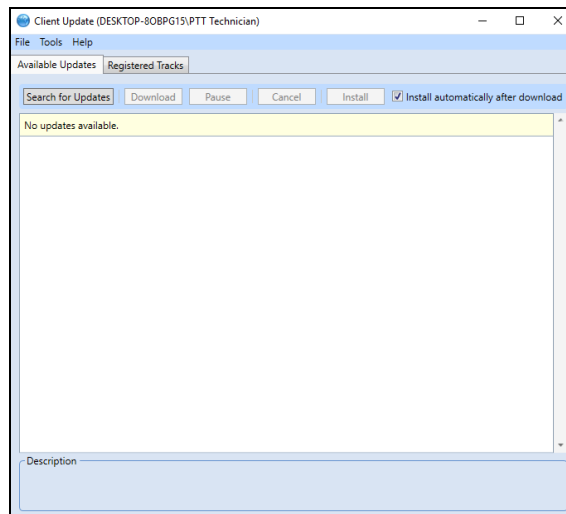 Client Update (DESKTOP-8OBPG15\PTT Technician)
File Tools Help
Available Updates Registered Tracks
Search for Updates Download Pause Cancel Install Install automatically after download
No updates available.
Description